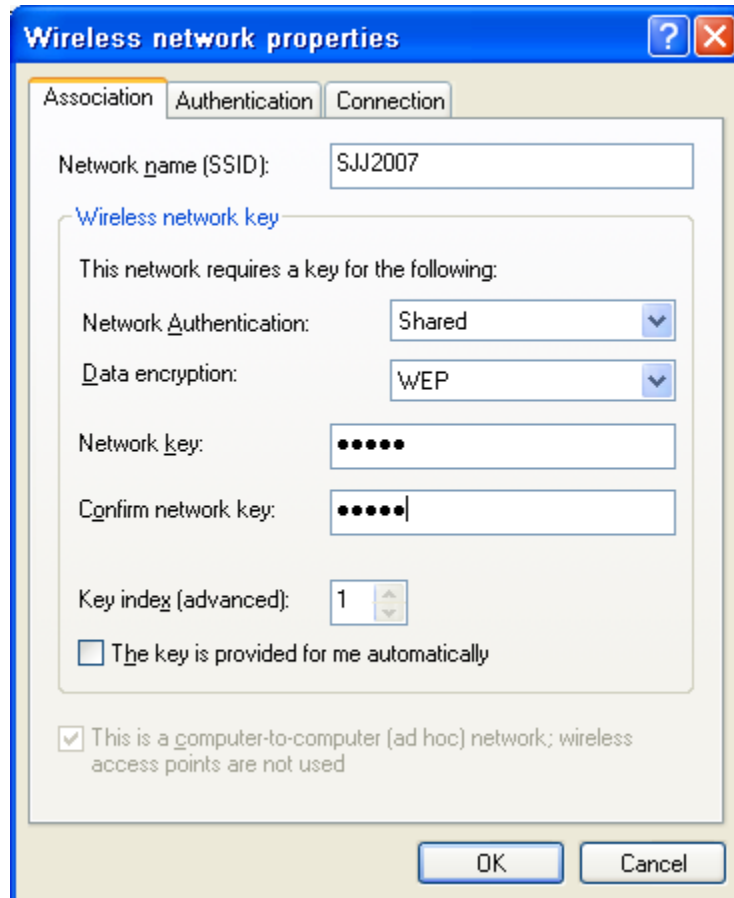 Wireless network properties
Association Authentication Connection
Network name (SSID): SJJ2007
Wireless network key
This network requires a key for the following:
Network Authentication: Shared
Data encryption: WEP
Network key: •••••
Confirm network key: •••••
Key index (advanced): 1
The key is provided for me automatically
This is a computer-to-computer (ad hoc) network; wireless
access points are not used
OK Cancel